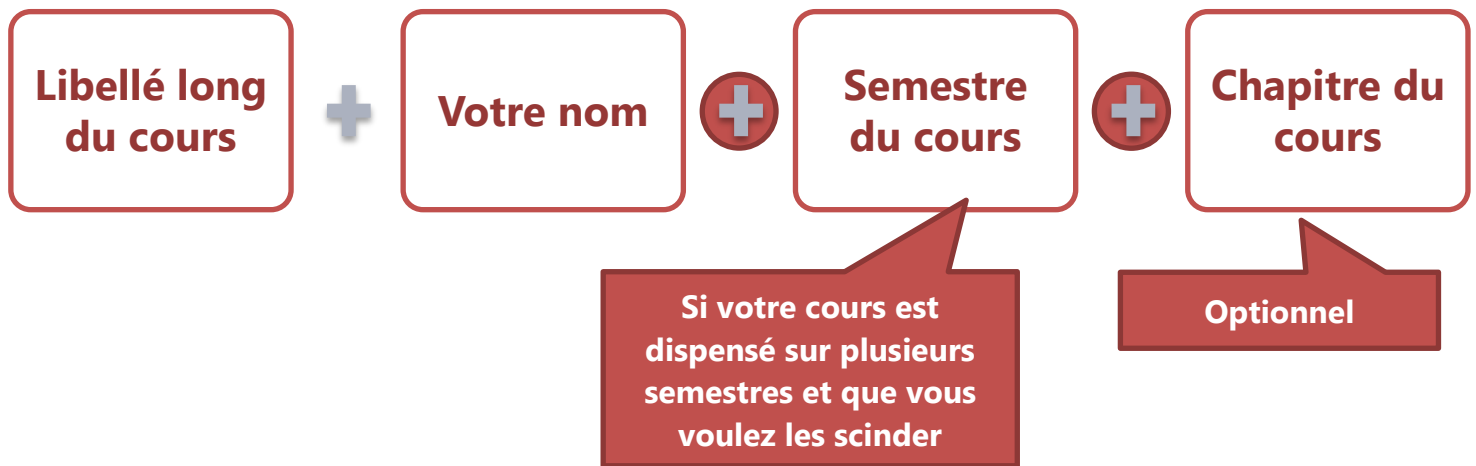 Libellé long
du cours
Votre nom
Semestre
du cours
Chapitre du
cours
Si votre cours est
dispensé sur plusieurs
semestres et que vous
voulez les scinder
Optionnel